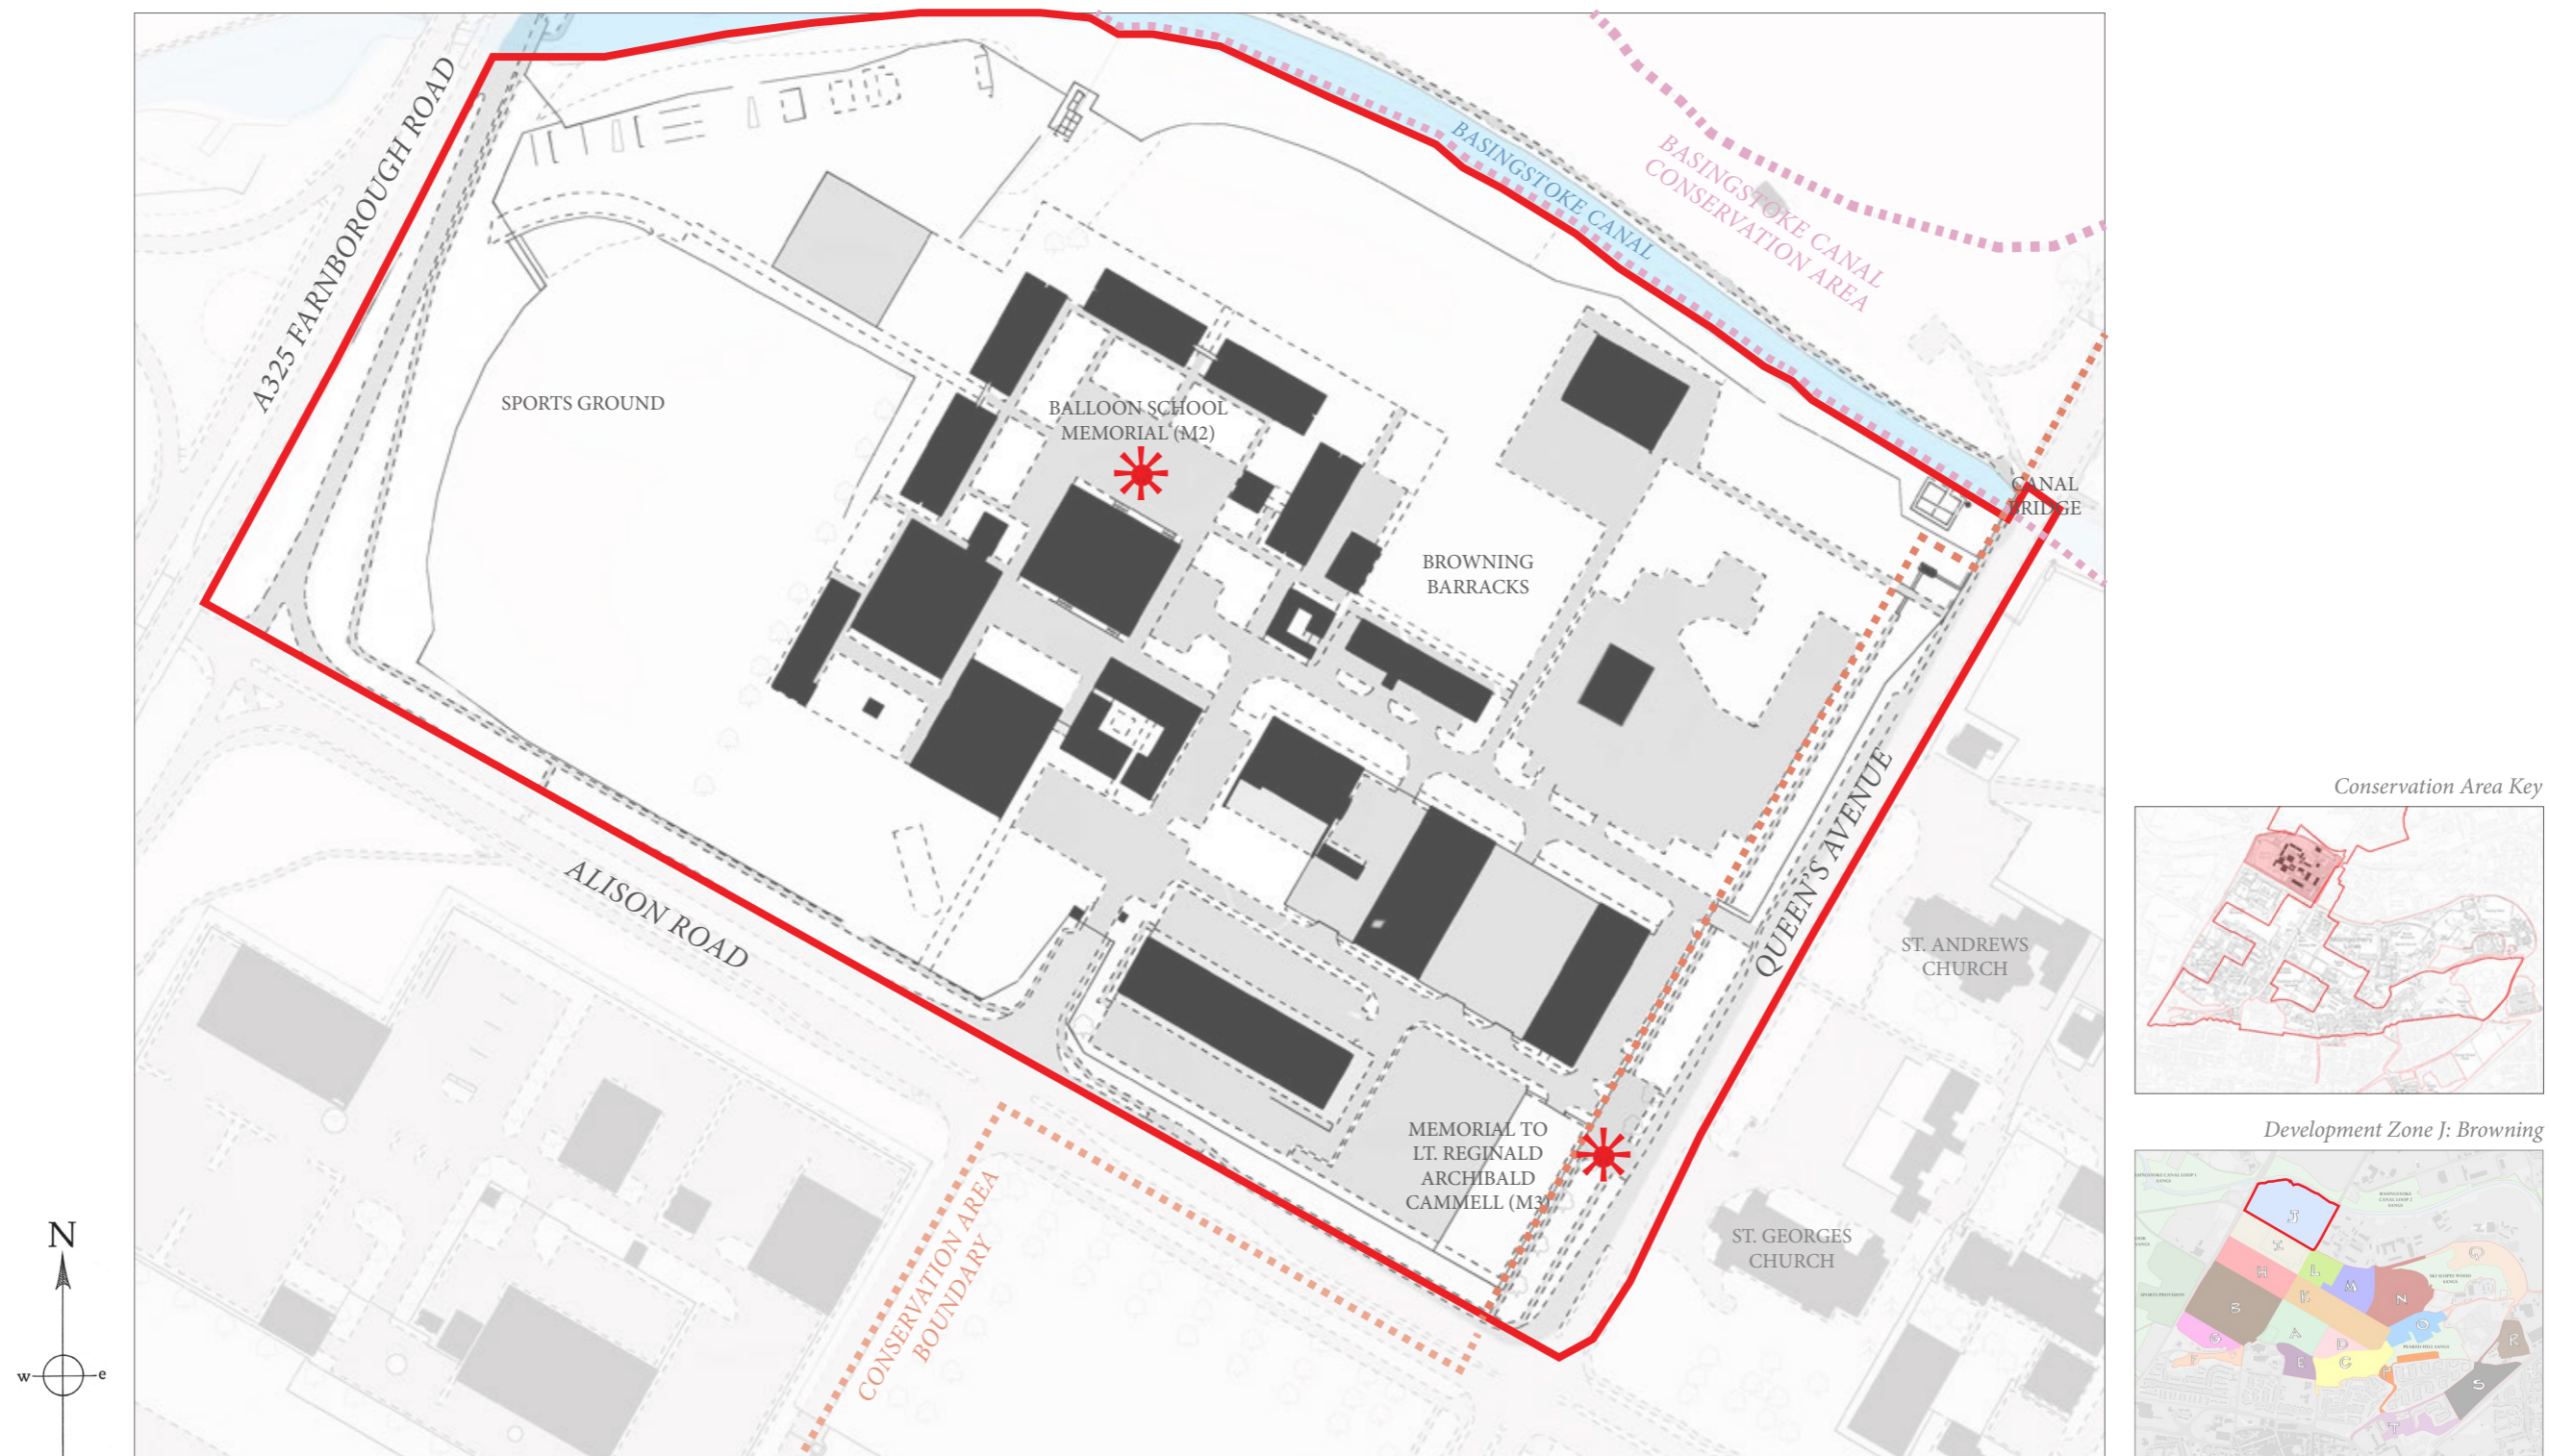 A325 FARNBOROUGH ROAD
SPORTS GROUND
BALLOON SCHOOL
MEMORIAL (M2)
BASINGSTOKE CANAL
BASINGSTOKE CANAL
CONSERVATION AREA
CANAL
BRIDGE
BROWNING
BARRACKS
QUEEN'S AVENUE
ST. ANDREWS
CHURCH
ALISON ROAD
MEMORIAL TO
LT. REGINALD
ARCHIBALD
CAMMELL (M3)
ST. GEORGES
CHURCH
CONSERVATION AREA
BOUNDARY
N
w
e
Conservation Area Key
Development Zone J: Browning
J
I
H
L
M
N
Q
K
B
A
O
R
G
D
F
E
C
P
S
T